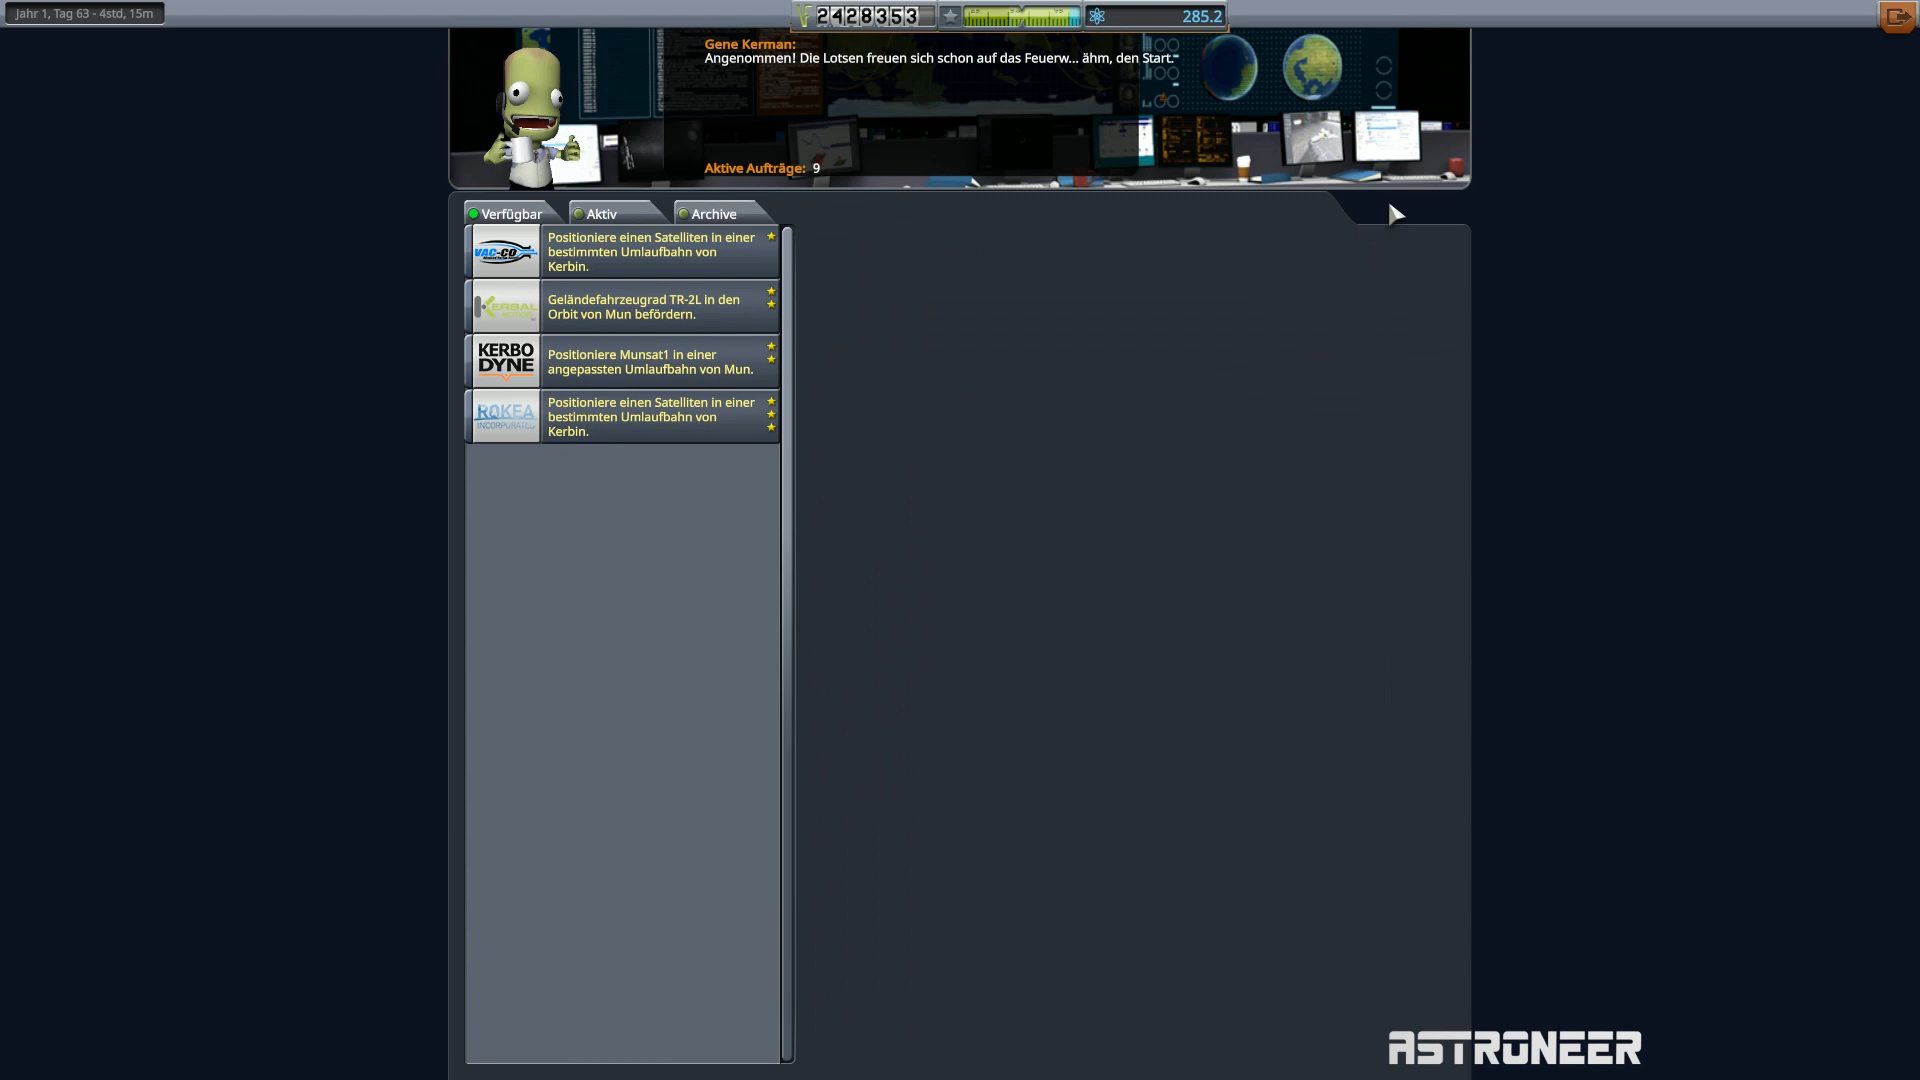 Jahr 1, Tag 63 - 4std, 15m
2428353
285.2
Gene Kerman:
Angenommen! Die Lotsen freuen sich schon auf das Feuerw... ähm, den Start.
Aktive Aufträge: 9
Verfügbar
Aktiv
Archive
VAC-CO
Positioniere einen Satelliten in einer
bestimmten Umlaufbahn von
Kerbin.
KERBAL
Geländefahrzeugrad TR-2L in den
Orbit von Mun befördern.
KERBO
DYNE
Positioniere Munsat1 in einer
angepassten Umlaufbahn von Mun.
ROKEA
INCORPORATED
Positioniere einen Satelliten in einer
bestimmten Umlaufbahn von
Kerbin.
ASTRONEER